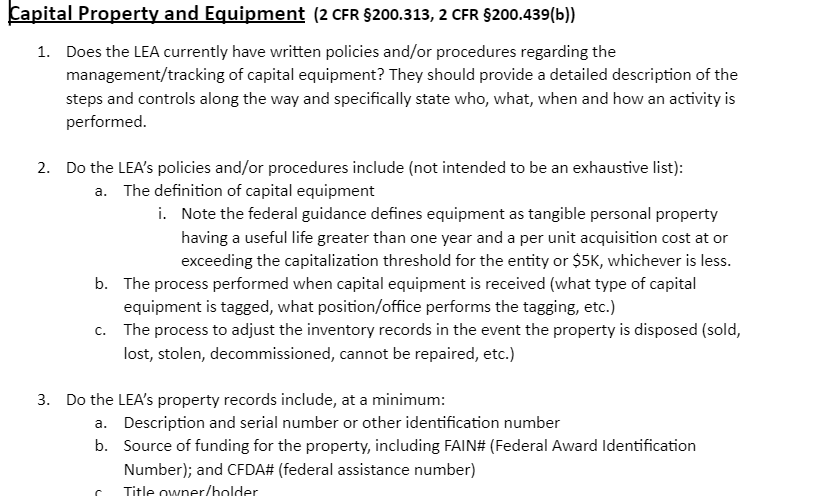 Capital Property and Equipment (2 CFR §200.313, 2 CFR §200.439(b))
1. Does the LEA currently have written policies and/or procedures regarding the
management/tracking of capital equipment? They should provide a detailed description of the
steps and controls along the way and specifically state who, what, when and how an activity is
performed.
2. Do the LEA’s policies and/or procedures include (not intended to be an exhaustive list):
a. The definition of capital equipment
i. Note the federal guidance defines equipment as tangible personal property
having a useful life greater than one year and a per unit acquisition cost at or
exceeding the capitalization threshold for the entity or $5K, whichever is less.
b. The process performed when capital equipment is received (what type of capital
equipment is tagged, what position/office performs the tagging, etc.)
c. The process to adjust the inventory records in the event the property is disposed (sold,
lost, stolen, decommissioned, cannot be repaired, etc.)
3. Do the LEA’s property records include, at a minimum:
a. Description and serial number or other identification number
b. Source of funding for the property, including FAIN# (Federal Award Identification
Number); and CFDA# (federal assistance number)
c. Title owner/holder